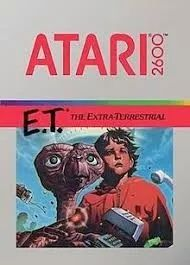 ATARI
2600
E.T. THE EXTRA-TERRESTRIAL